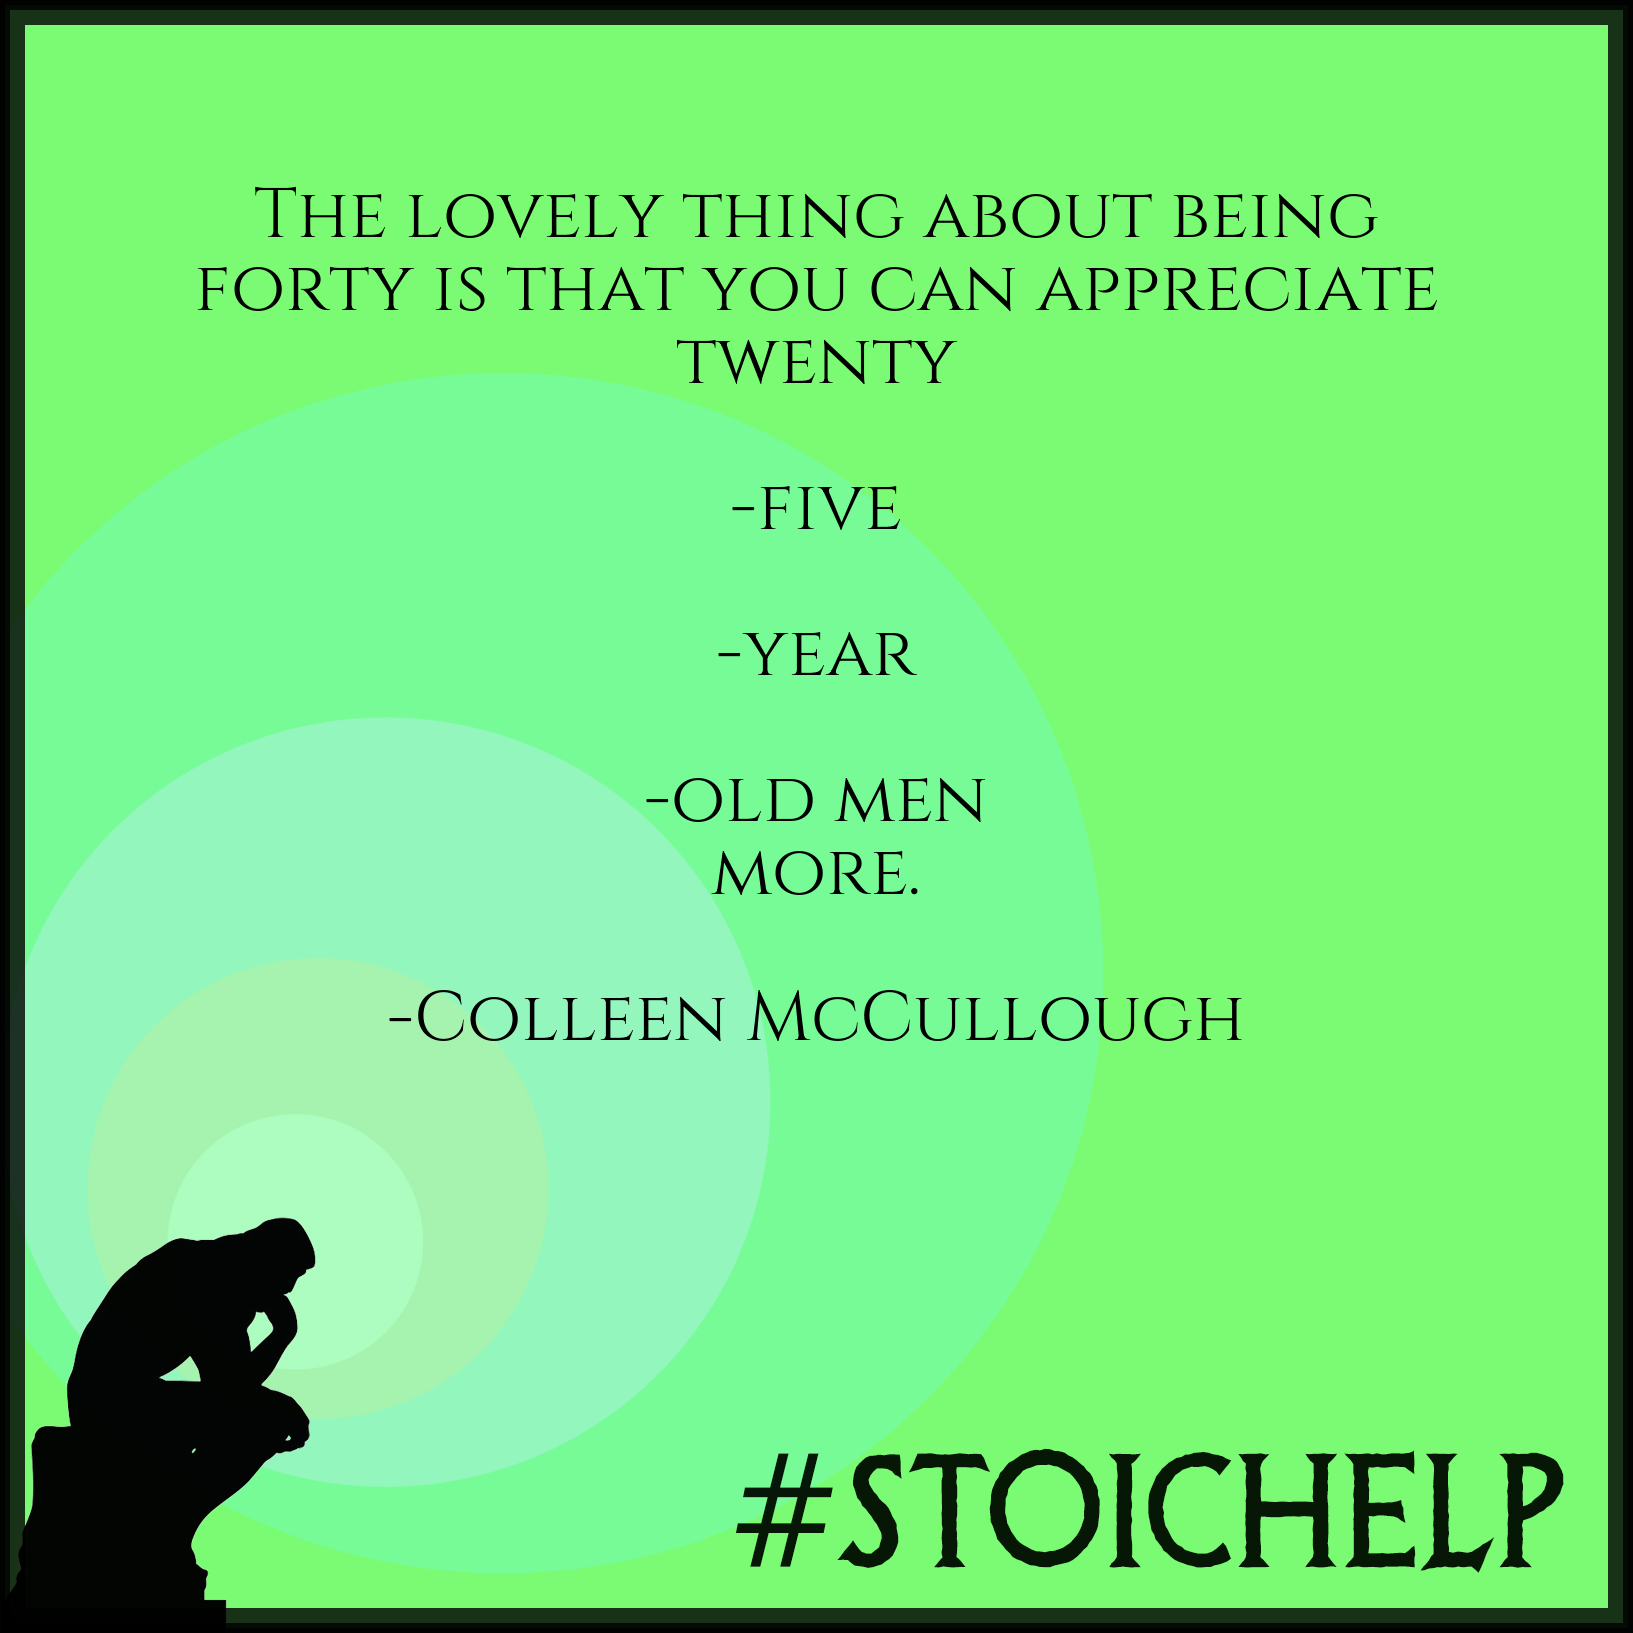 The lovely thing about being
forty is that you can appreciate
twenty
-five
-year
-old men
more.
-Colleen McCullough
#STOICHELP